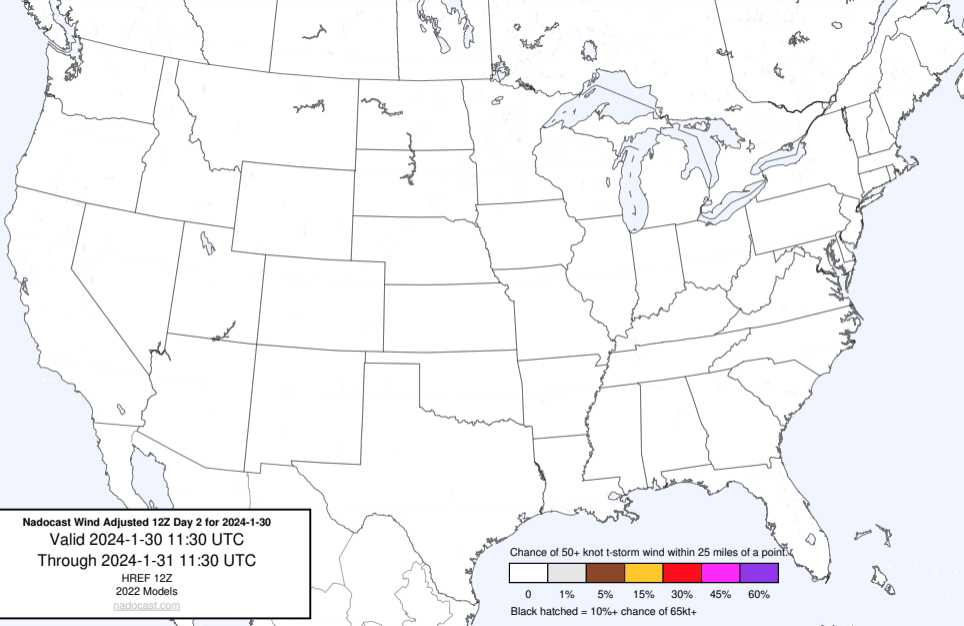 Nadocast Wind Adjusted 12Z Day 2 for 2024-1-30
Valid 2024-1-30 11:30 UTC
Through 2024-1-31 11:30 UTC
HREF 12Z
2022 Models
nadocast.com
Chance of 50+ knot t-storm wind within 25 miles of a point.
0 1% 5% 15% 30% 45% 60%
Black hatched = 10%+ chance of 65kt+